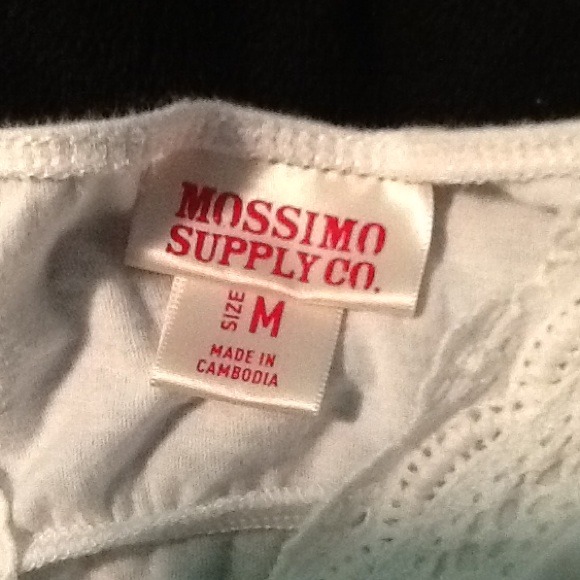 MOSSIMO
SUPPLY CO.
SIZE M
MADE IN
CAMBODIA